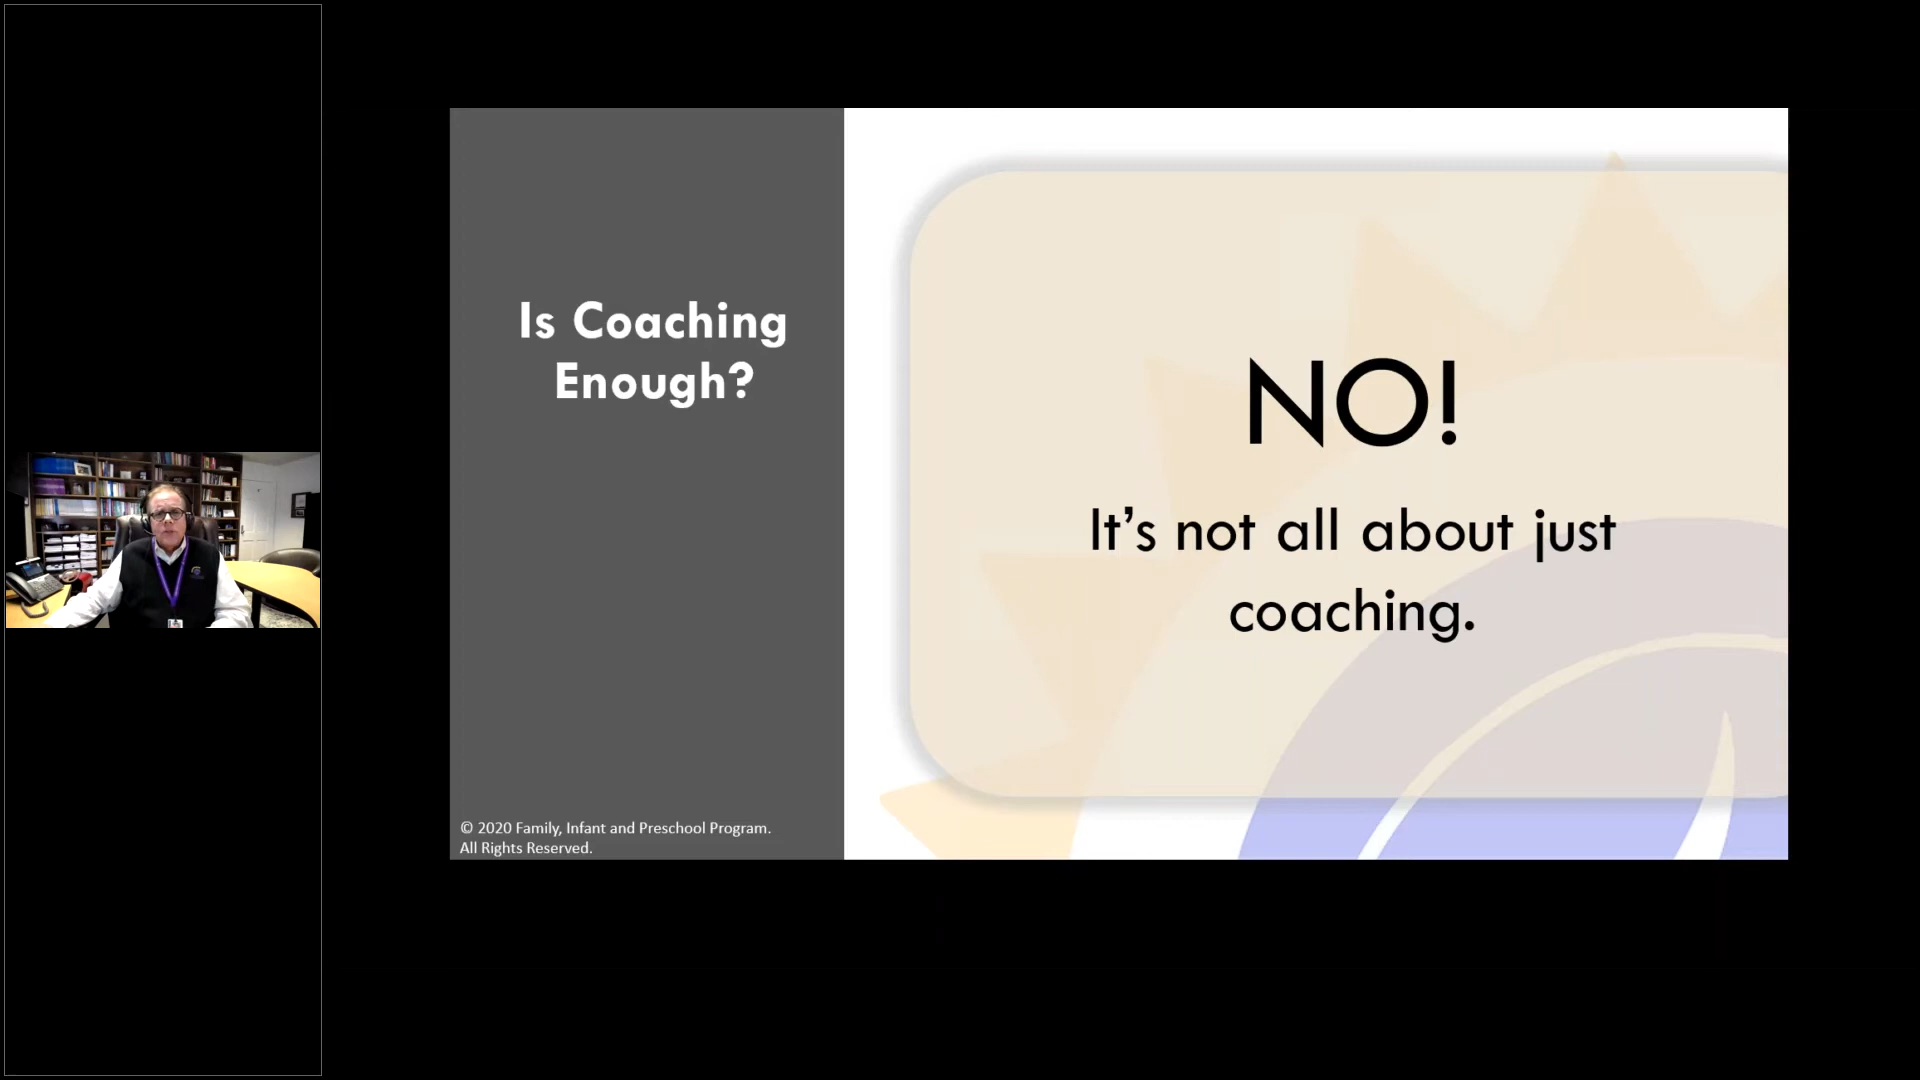 Is Coaching
Enough?
NO!
It’s not all about just
coaching.
© 2020 Family, Infant and Preschool Program.
All Rights Reserved.